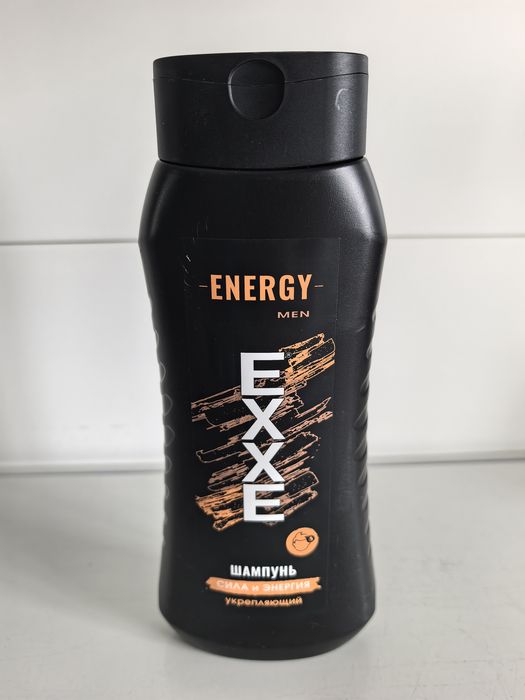 ENERGY
MEN
EXXE
ШАМПУНЬ
СИЛА и ЭНЕРГИЯ
укрепляющий